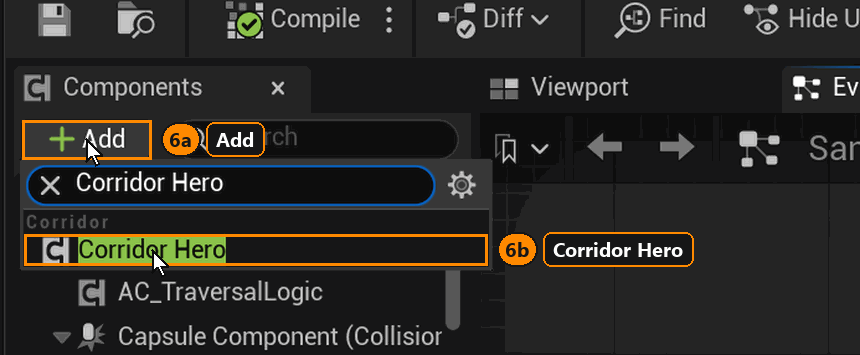 Compile
Diff
Find
Hide U
Components
Viewport
Ev
Add
6a
Add
rch
San
Corridor Hero
Corridor
Corridor Hero
6b
Corridor Hero
AC_TraversalLogic
Capsule Component (Collision